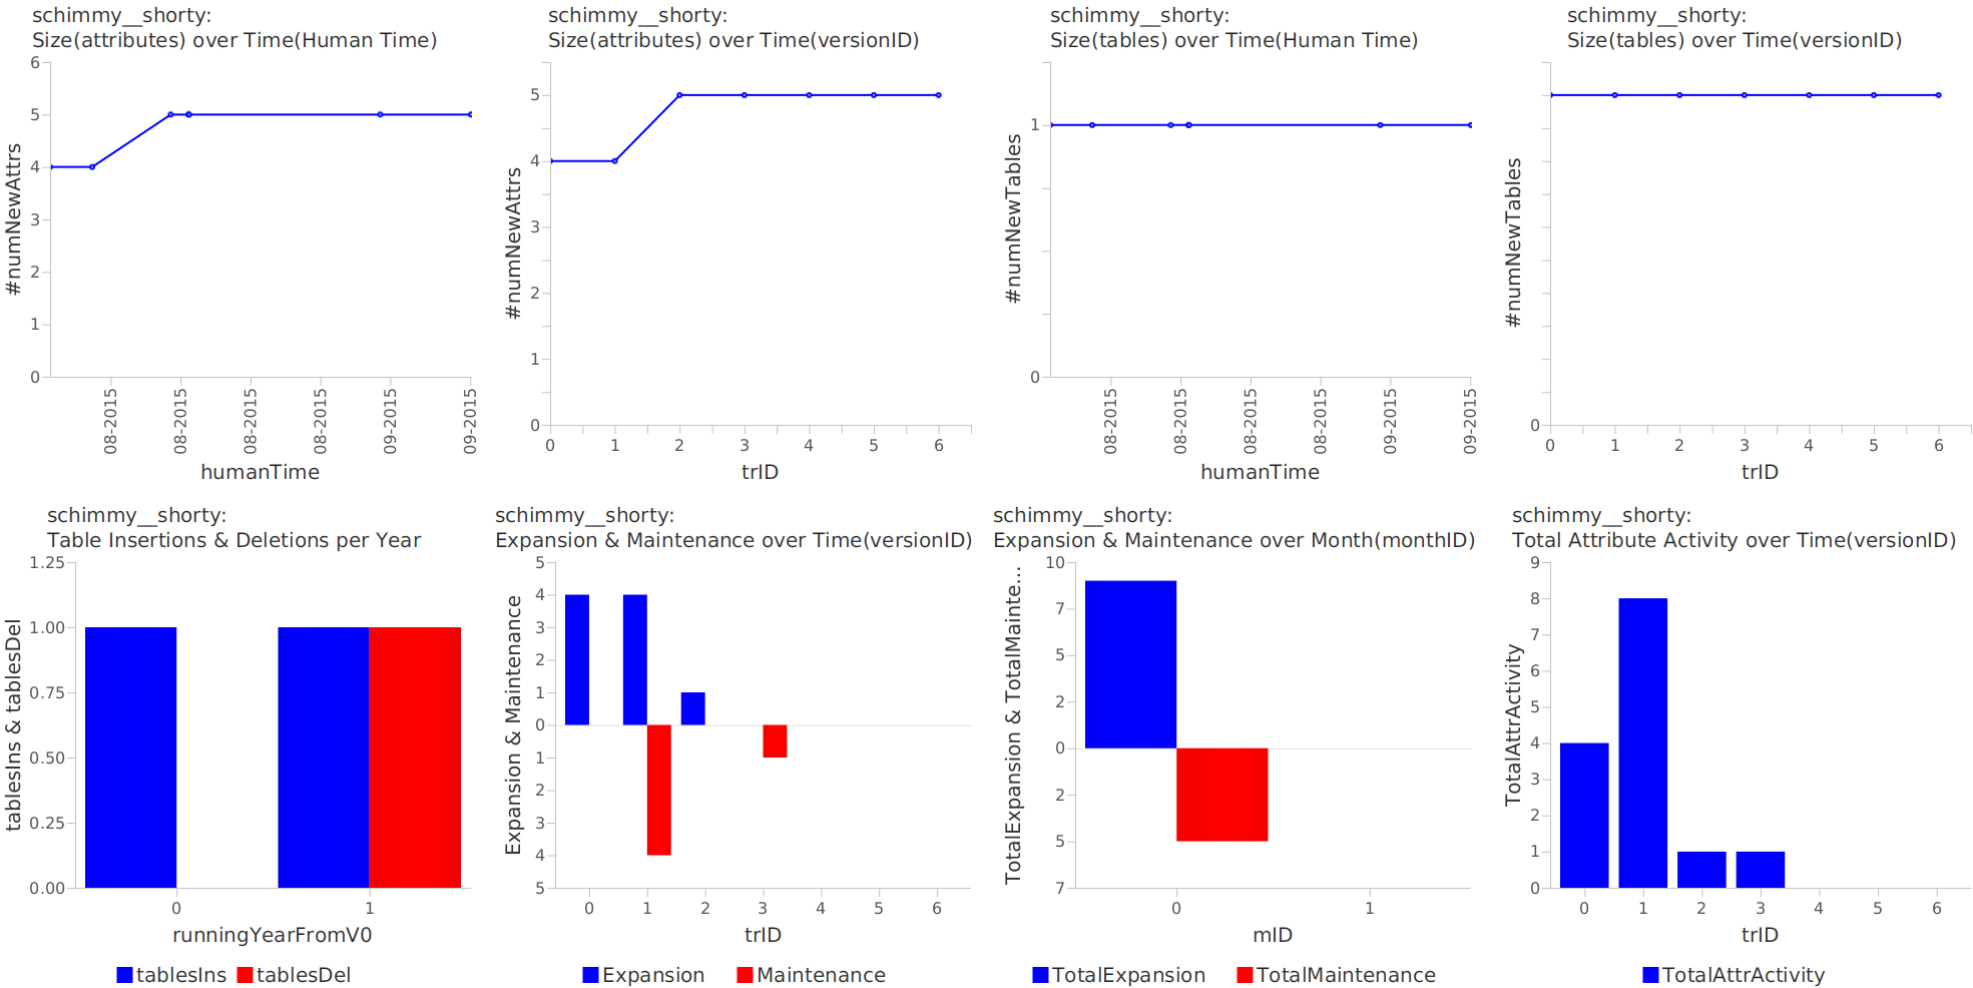 schimmy__shorty:
Size(attributes) over Time(Human Time)
6
5
4
3
2
1
0
#numNewAttrs
08-2015
08-2015
08-2015
08-2015
09-2015
09-2015
humanTime
schimmy__shorty:
Size(attributes) over Time(versionID)
5
4
3
2
1
0
#numNewAttrs
0 1 2 3 4 5 6
trID
schimmy__shorty:
Size(tables) over Time(Human Time)
1
0
#numNewTables
08-2015
08-2015
08-2015
08-2015
09-2015
09-2015
humanTime
schimmy__shorty:
Size(tables) over Time(versionID)
0
#numNewTables
0 1 2 3 4 5 6
trID
schimmy__shorty:
Table Insertions & Deletions per Year
1.25
1.00
0.75
0.50
0.25
0.00
tablesIns & tablesDel
0 1
runningYearFromV0
tablesIns tablesDel
schimmy__shorty:
Expansion & Maintenance over Time(versionID)
5
4
3
2
1
0
1
2
3
4
5
Expansion & Maintenance
0 1 2 3 4 5 6
trID
Expansion Maintenance
schimmy__shorty:
Expansion & Maintenance over Month(monthID)
10
7
5
2
0
2
5
7
TotalExpansion & TotalMainte...
0 1
mID
TotalExpansion TotalMaintenance
schimmy__shorty:
Total Attribute Activity over Time(versionID)
9
8
7
6
5
4
3
2
1
0
TotalAttrActivity
0 1 2 3 4 5 6
trID
TotalAttrActivity